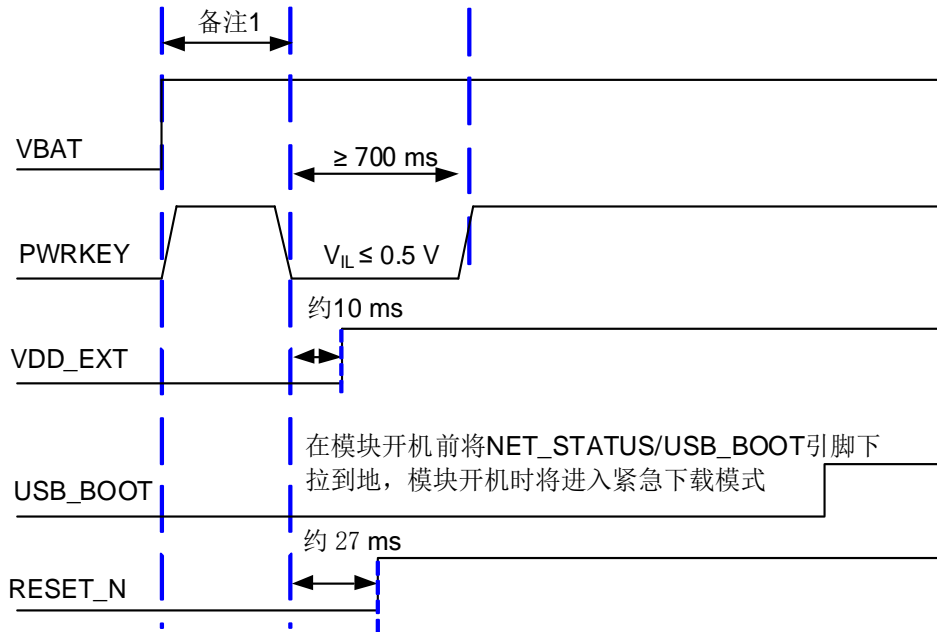 备注1
VBAT
≥ 700 ms
PWRKEY
VIL ≤ 0.5 V
约10 ms
VDD_EXT
在模块开机前将NET_STATUS/USB_BOOT引脚下
拉到地，模块开机时将进入紧急下载模式
USB_BOOT
约 27 ms
RESET_N